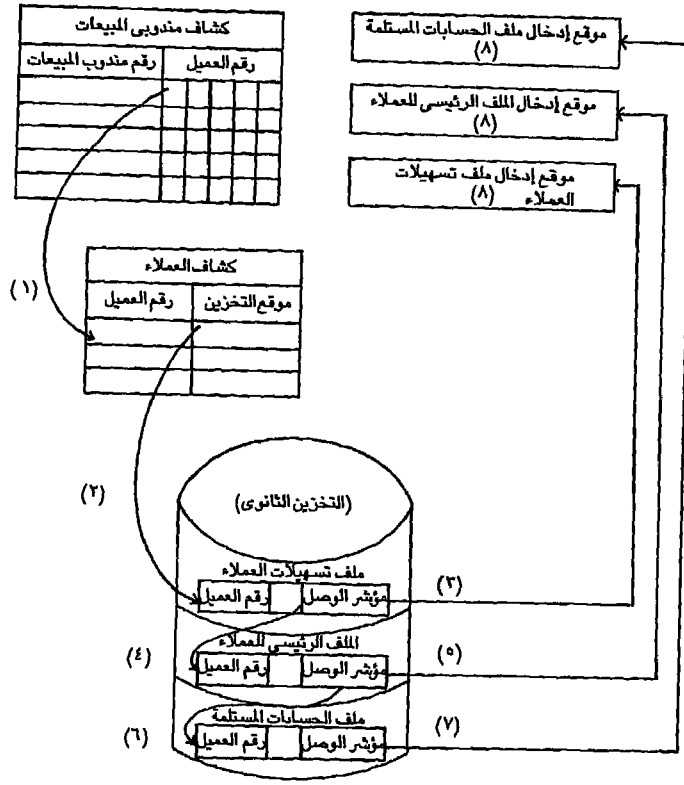 كشاف مندوبى المبيعات
رقم مندوب المبيعات
رقم العميل
موقع إدخال ملف الحسابات المستلمة
(٨)
موقع إدخال الملف الرئيسى للعملاء
(٨)
موقع إدخال ملف تسهيلات
العملاء (٨)
(١)
كشاف العملاء
رقم العميل
موقع التخزين
(٢)
(التخزين الثانوى)
ملف تسهيلات العملاء
رقم العميل
مؤشر الوصل
(٣)
الملف الرئيسى للعملاء
(٤)
رقم العميل
مؤشر الوصل
(٥)
ملف الحسابات المستلمة
(٦)
رقم العميل
مؤشر الوصل
(٧)